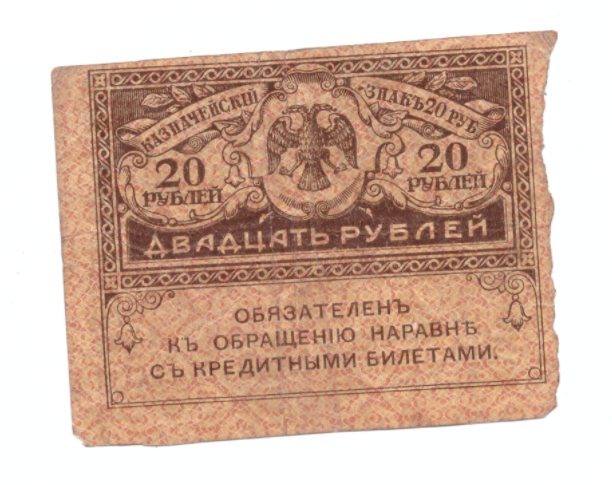 КАЗНАЧЕЙСКІЙ ЗНАКЪ 20 РУБ
20 РУБЛЕЙ
20 РУБЛЕЙ
ДВАДЦАТЬ РУБЛЕЙ
ОБЯЗАТЕЛЕНЪ
КЪ ОБРАЩЕНІЮ НАРАВНѢ
СЪ КРЕДИТНЫМИ БИЛЕТАМИ.